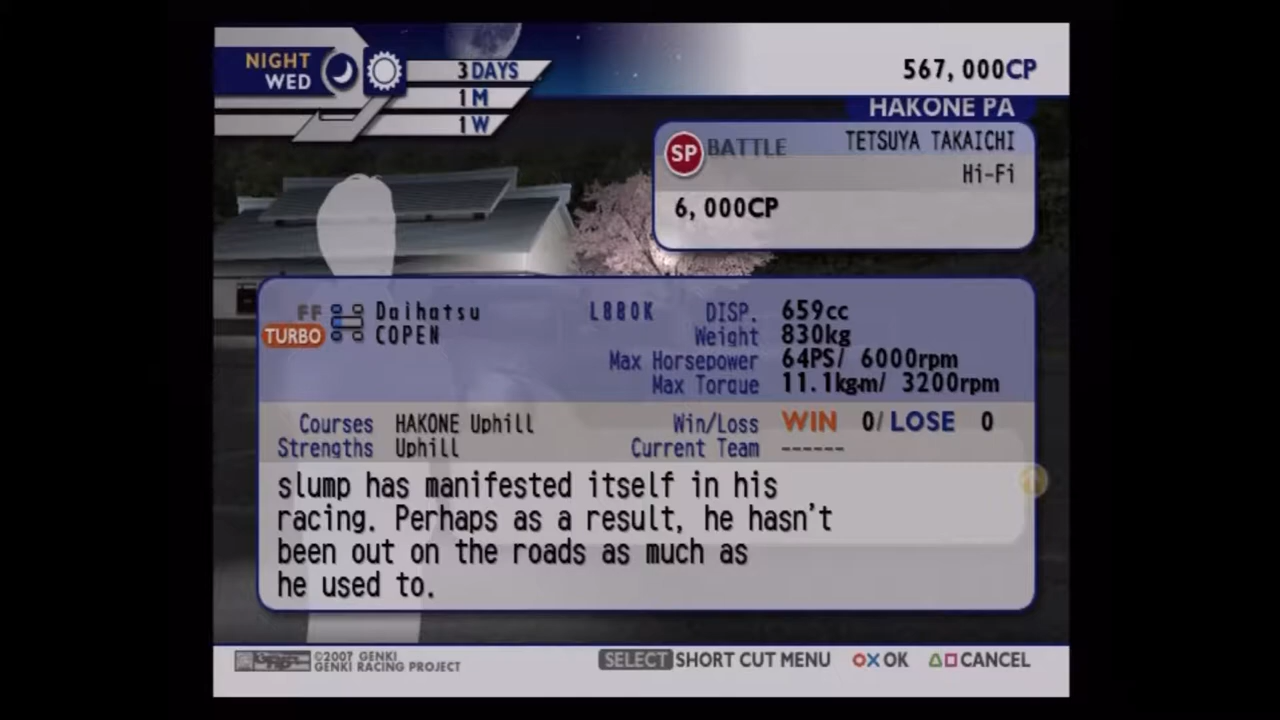 NIGHT
WED
3 DAYS
1 M
1 W
567,000CP
HAKONE PA
SP BATTLE
TETSUYA TAKAICHI
Hi-Fi
6,000CP
FF
TURBO
Daihatsu
COPEN
L880K
DISP. 659cc
Weight 830kg
Max Horsepower 64PS/ 6000rpm
Max Torque 11.1kgm/ 3200rpm
Courses HAKONE Uphill
Strengths Uphill
Win/Loss WIN 0/ LOSE 0
Current Team ------
slump has manifested itself in his
racing. Perhaps as a result, he hasn't
been out on the roads as much as
he used to.
©2007 GENKI
GENKI RACING PROJECT
SELECT SHORT CUT MENU
OK
CANCEL